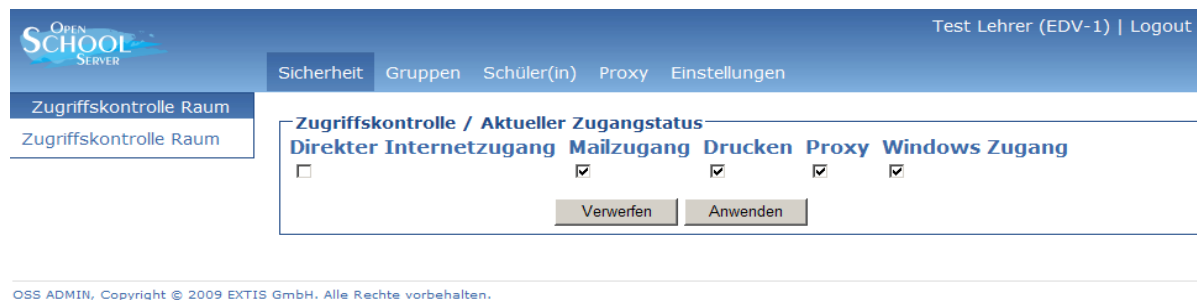 OPEN
SCHOOL
SERVER
Test Lehrer (EDV-1) | Logout
Sicherheit Gruppen Schüler(in) Proxy Einstellungen
Zugriffskontrolle Raum
Zugriffskontrolle Raum
Zugriffskontrolle / Aktueller Zugangstatus
Direkter Internetzugang Mailzugang Drucken Proxy Windows Zugang
Verwerfen Anwenden
OSS ADMIN, Copyright © 2009 EXTIS GmbH. Alle Rechte vorbehalten.